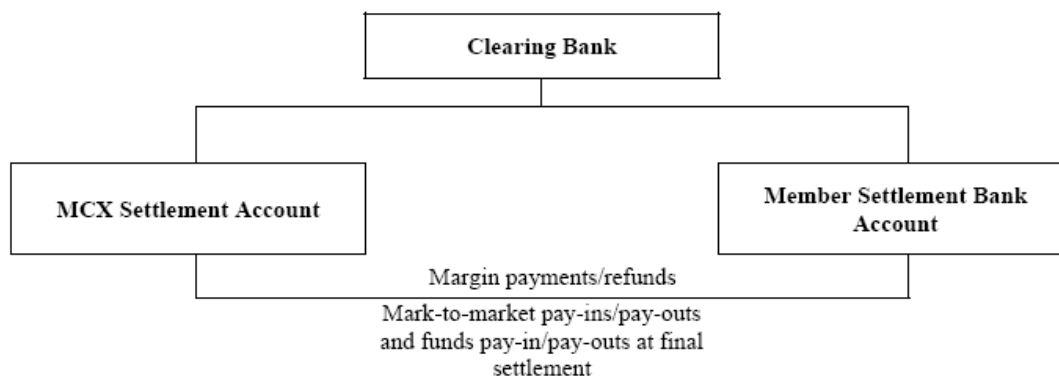 Clearing Bank
MCX Settlement Account
Member Settlement Bank
Account
Margin payments/refunds
Mark-to-market pay-ins/pay-outs
and funds pay-in/pay-outs at final
settlement